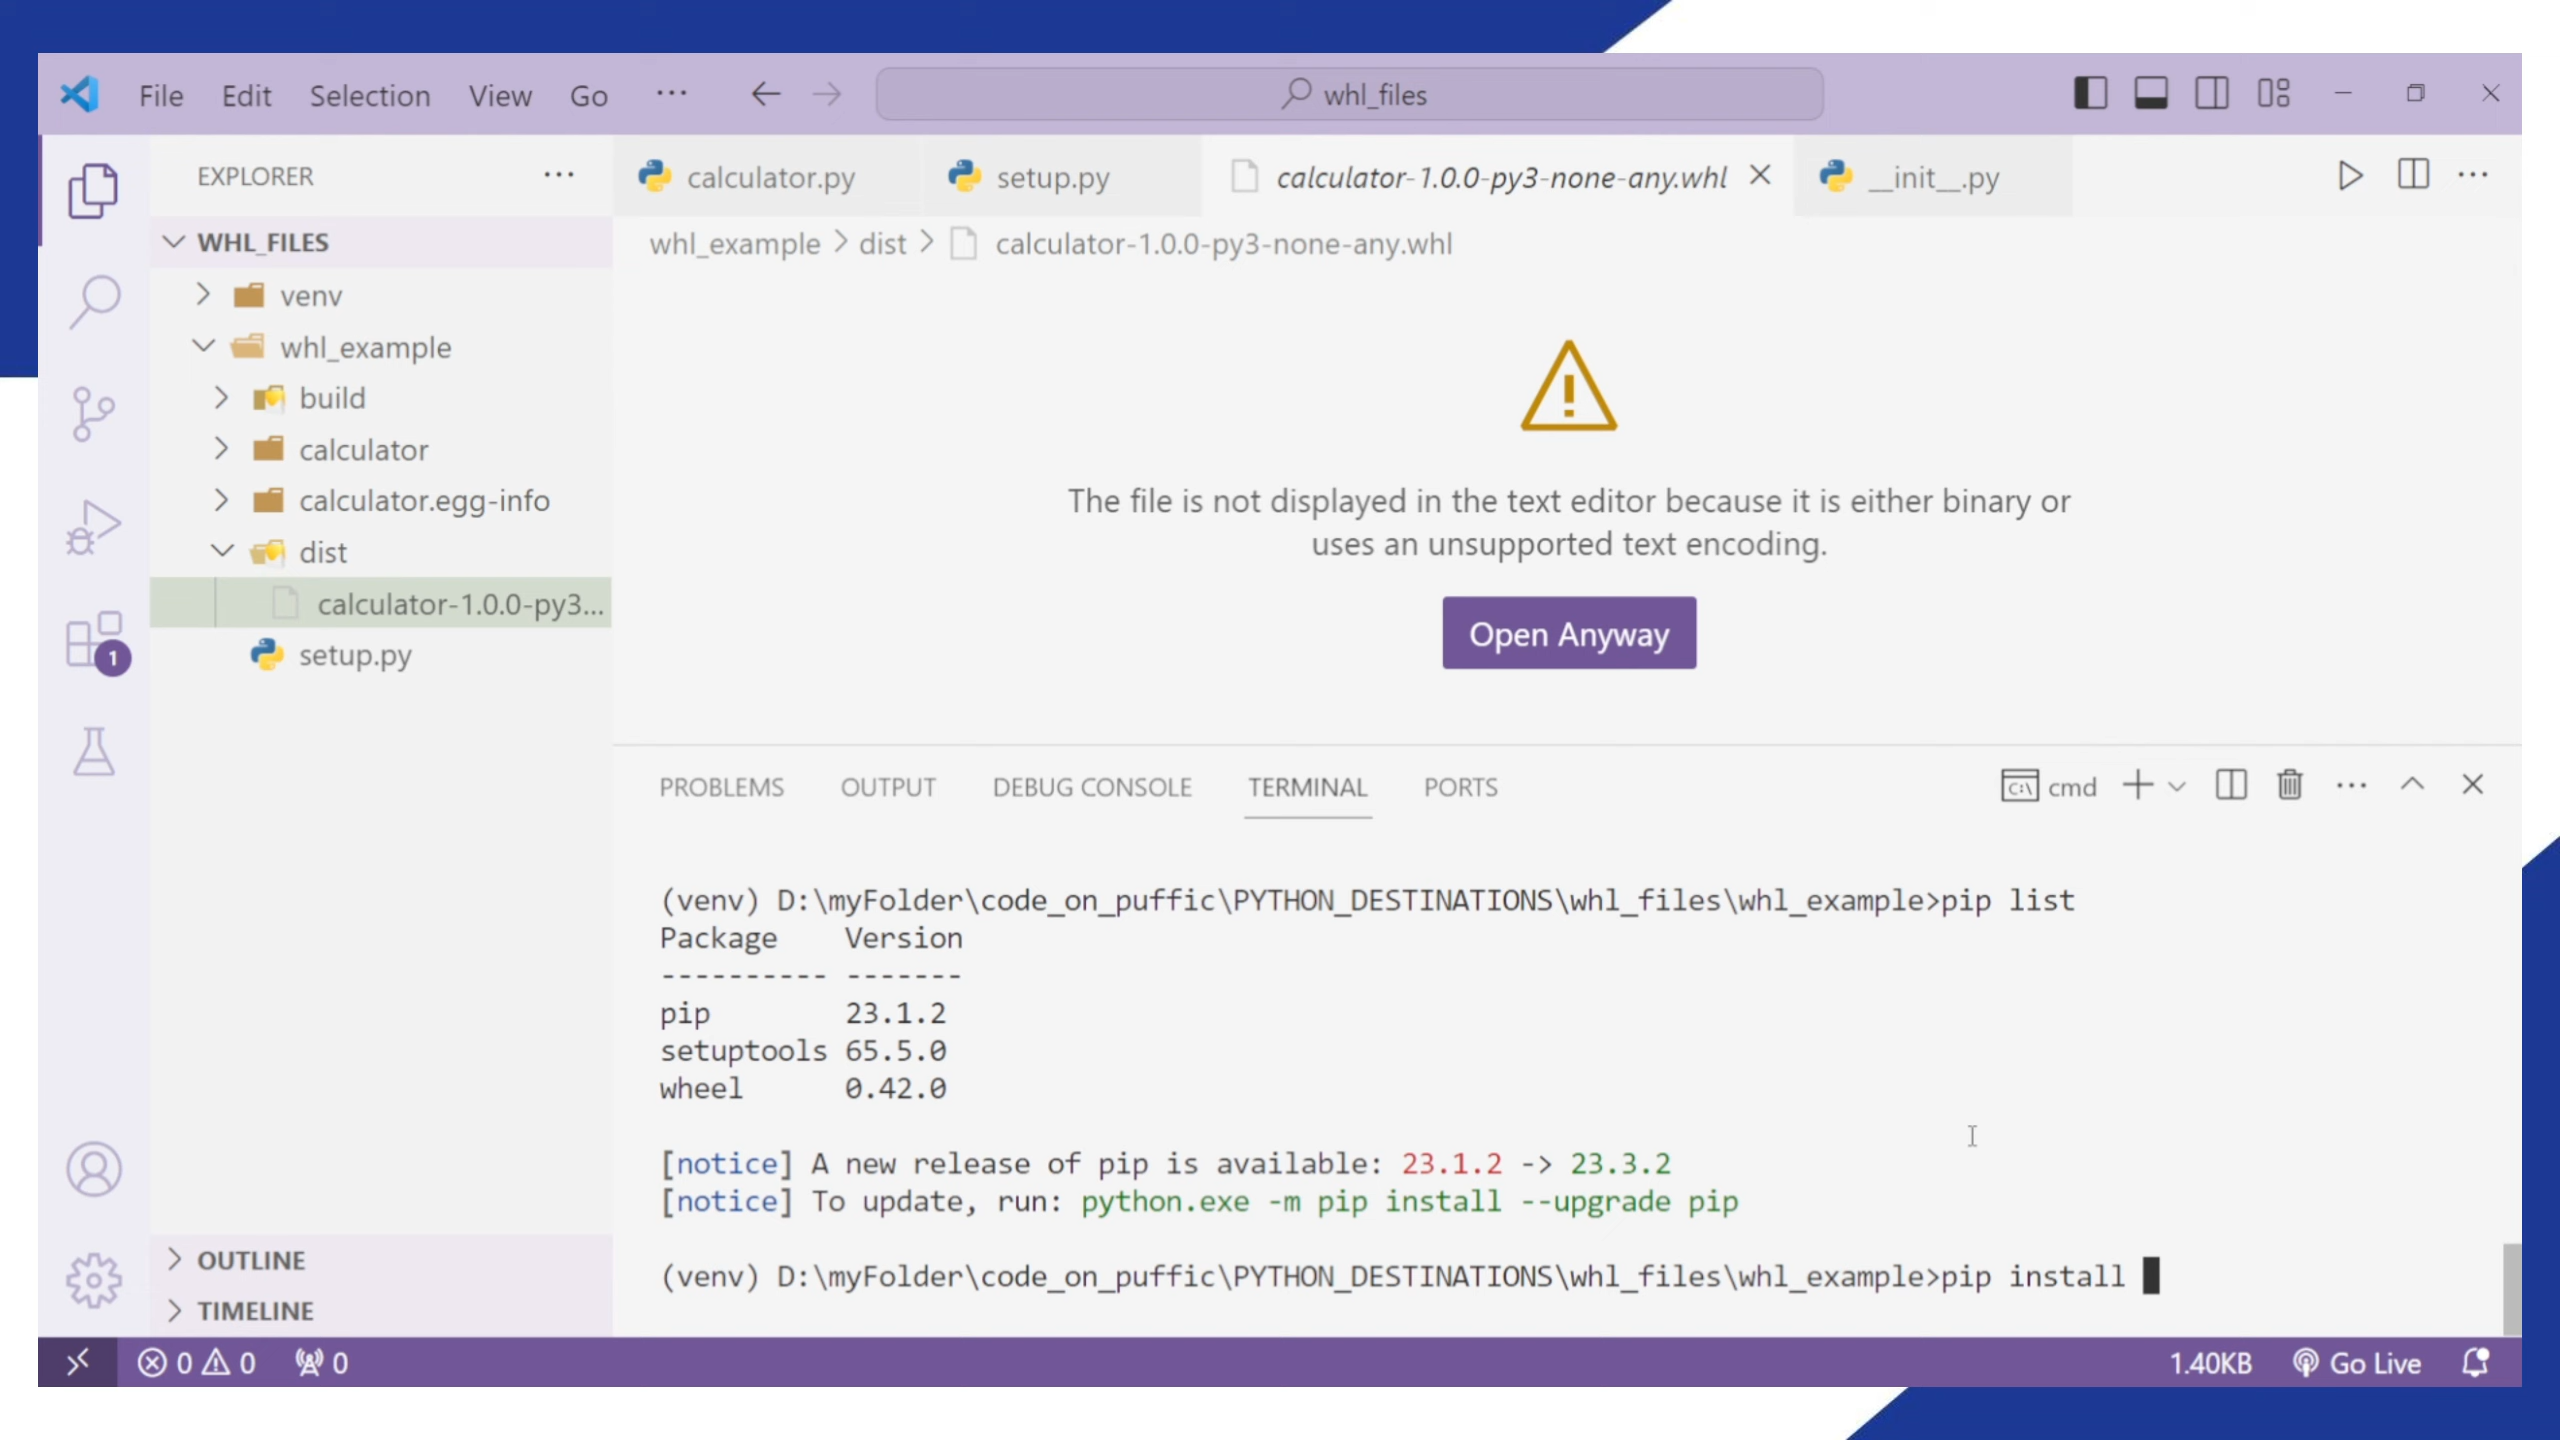 File Edit Selection View Go ··· whl_files
EXPLORER ···
WHL_FILES
venv
whl_example
build
calculator
calculator.egg-info
dist
calculator-1.0.0-py3...
setup.py
1
OUTLINE
TIMELINE
calculator.py setup.py calculator-1.0.0-py3-none-any.whl __init__.py ···
whl_example > dist > calculator-1.0.0-py3-none-any.whl
The file is not displayed in the text editor because it is either binary or
uses an unsupported text encoding.
Open Anyway
PROBLEMS OUTPUT DEBUG CONSOLE TERMINAL PORTS cmd ···
(venv) D:\myFolder\code_on_puffic\PYTHON_DESTINATIONS\whl_files\whl_example>pip list
Package Version
---------- -------
pip 23.1.2
setuptools 65.5.0
wheel 0.42.0
[notice] A new release of pip is available: 23.1.2 -> 23.3.2
[notice] To update, run: python.exe -m pip install --upgrade pip
(venv) D:\myFolder\code_on_puffic\PYTHON_DESTINATIONS\whl_files\whl_example>pip install
0 0 0 1.40KB Go Live